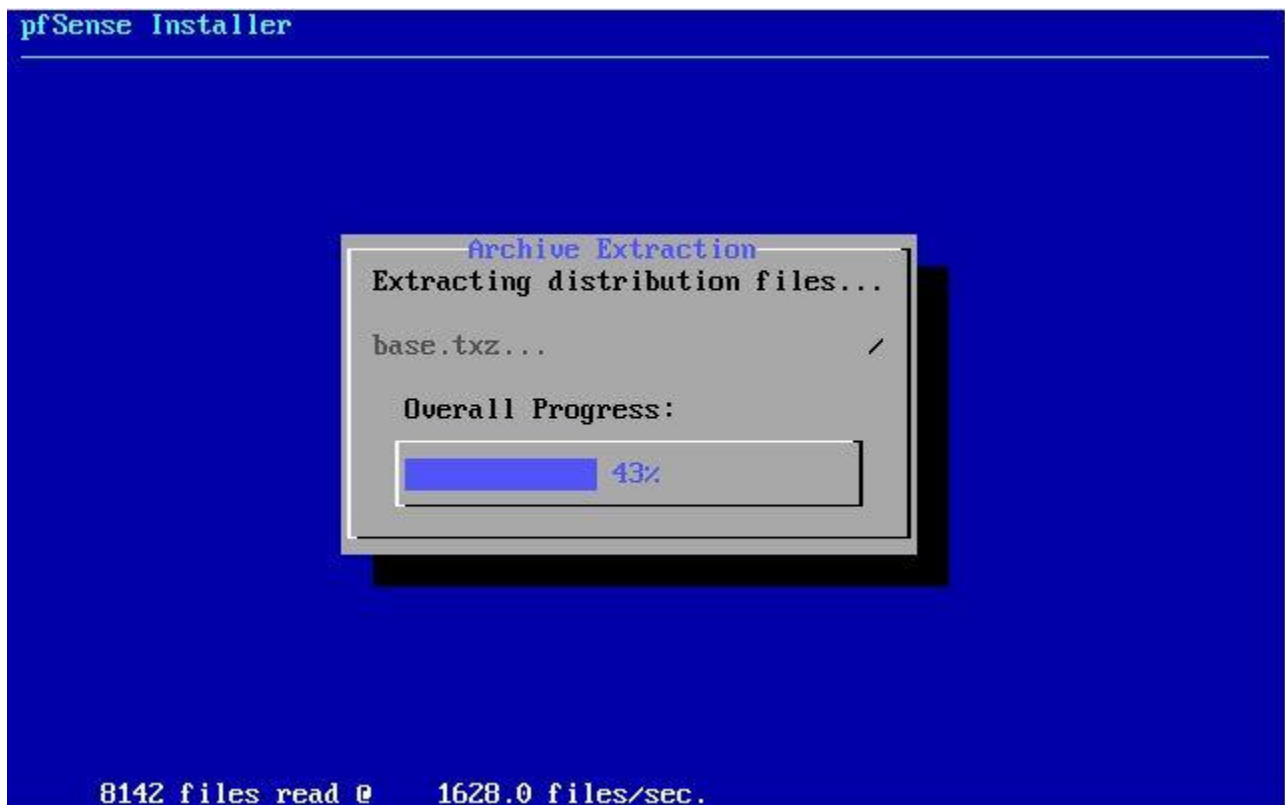 pfSense Installer
Archive Extraction
Extracting distribution files...
base.txz... /
Overall Progress:
43%
8142 files read @ 1628.0 files/sec.